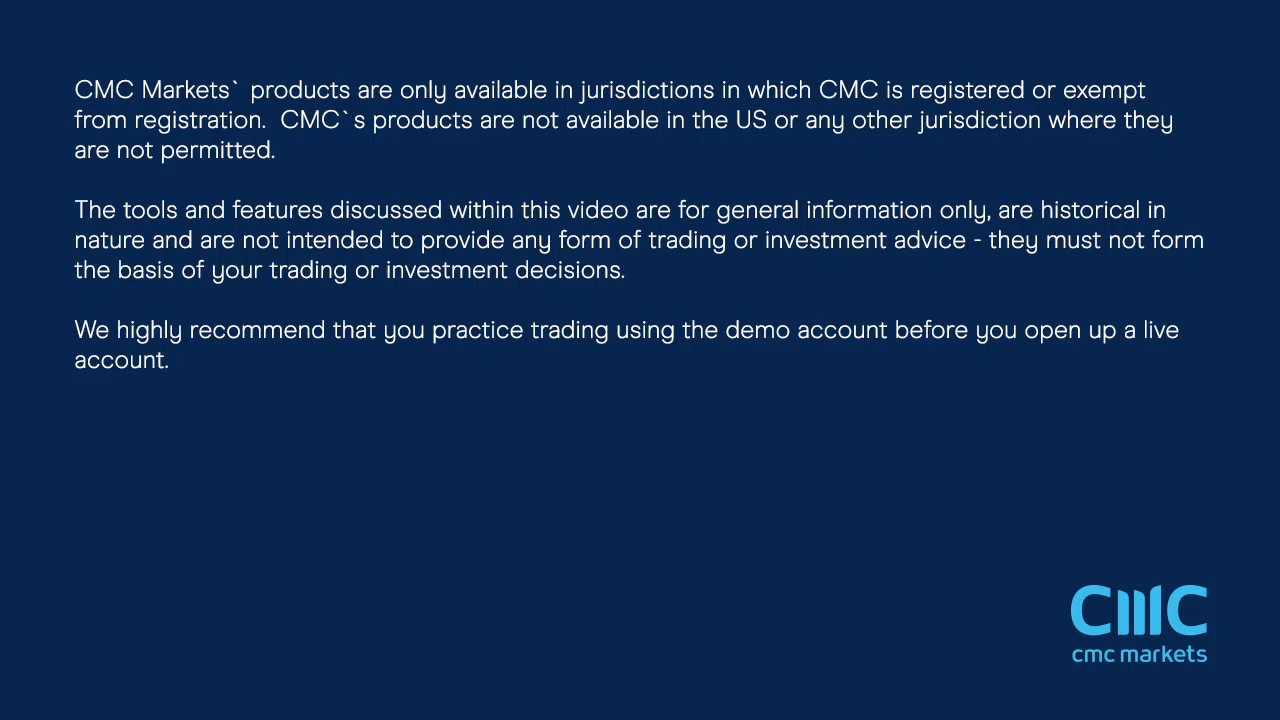 CMC Markets` products are only available in jurisdictions in which CMC is registered or exempt
from registration.  CMC`s products are not available in the US or any other jurisdiction where they
are not permitted.
The tools and features discussed within this video are for general information only, are historical in
nature and are not intended to provide any form of trading or investment advice - they must not form
the basis of your trading or investment decisions.
We highly recommend that you practice trading using the demo account before you open up a live
account.
CMC
cmc markets